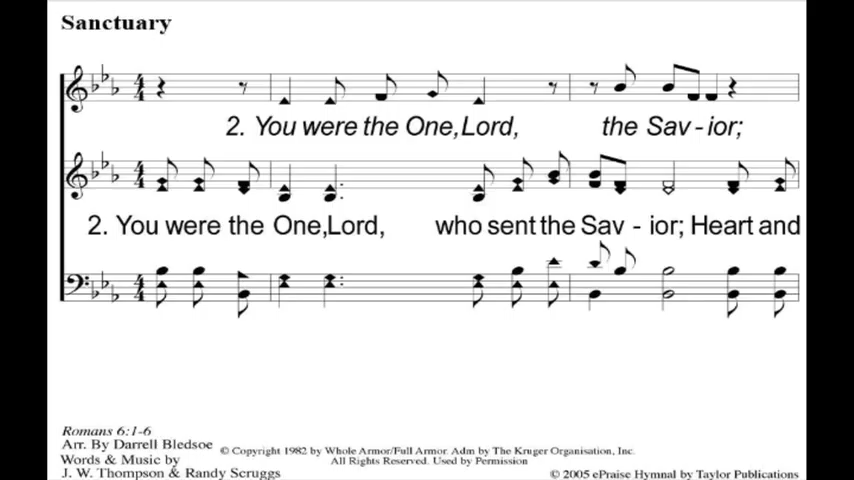 Sanctuary
2. You were the One, Lord, the Sav - ior;
2. You were the One, Lord, who sent the Sav - ior; Heart and
Romans 6:1-6
Arr. By Darrell Bledsoe
Words & Music by
J. W. Thompson & Randy Scruggs
© Copyright 1982 by Whole Armor/Full Armor. Adm by The Kruger Organisation, Inc.
All Rights Reserved. Used by Permission
© 2005 ePraise Hymnal by Taylor Publications